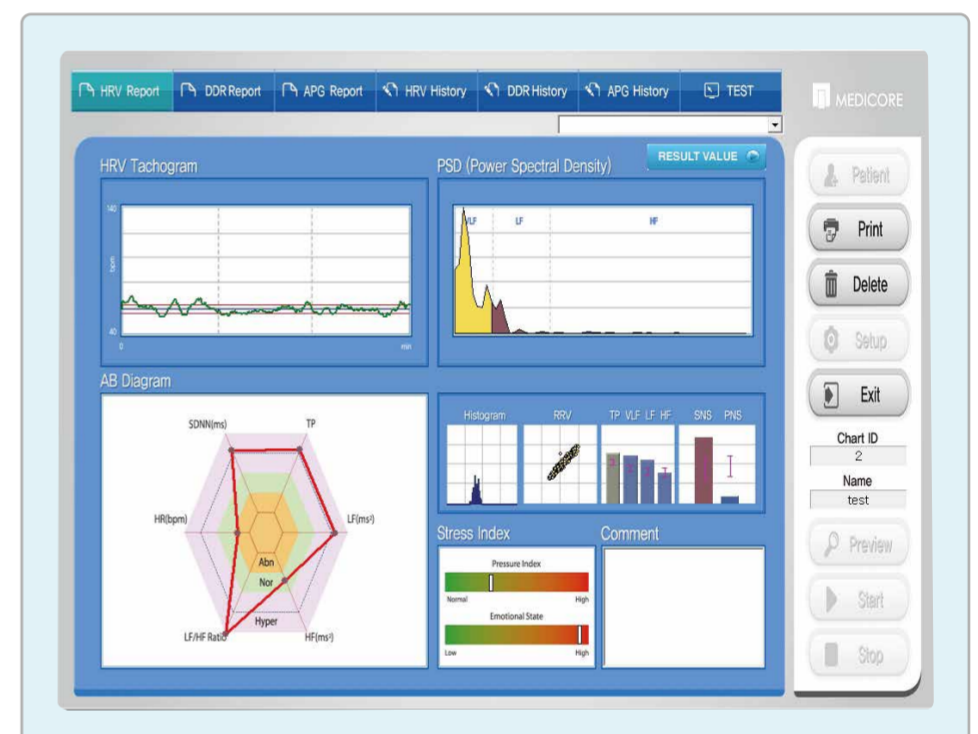 HRV Report
DDR Report
APG Report
HRV History
DDR History
APG History
TEST
MEDICORE
RESULT VALUE
HRV Tachogram
140
bpm
40
0
min
PSD (Power Spectral Density)
VLF
LF
HF
AB Diagram
SDNN(ms)
TP
HR(bpm)
LF(ms²)
Abn
Nor
Hyper
LF/HF Ratio
HF(ms²)
Histogram
RRV
TP VLF LF HF
SNS PNS
Stress Index
Pressure Index
Normal High
Emotional State
Low High
Comment
Patient
Print
Delete
Setup
Exit
Chart ID
2
Name
test
Preview
Start
Stop